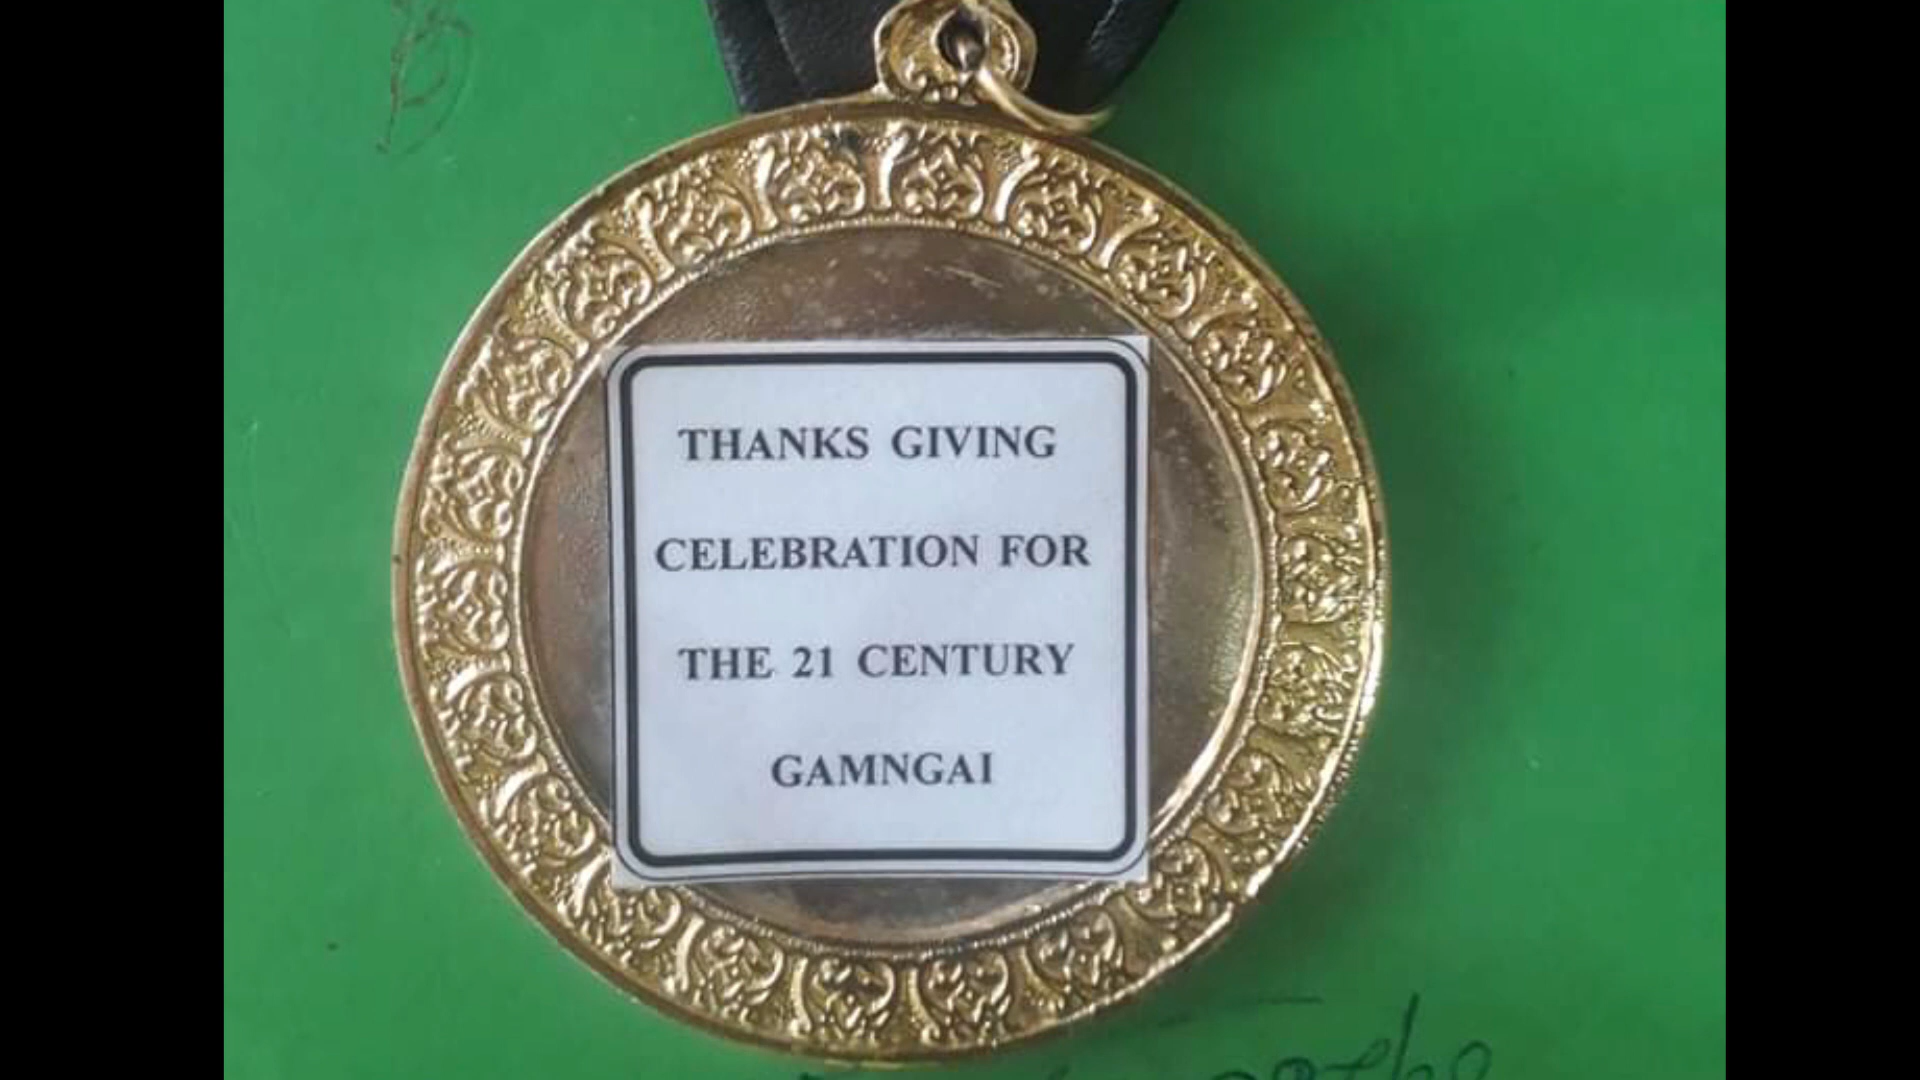 THANKS GIVING
CELEBRATION FOR
THE 21 CENTURY
GAMNGAI